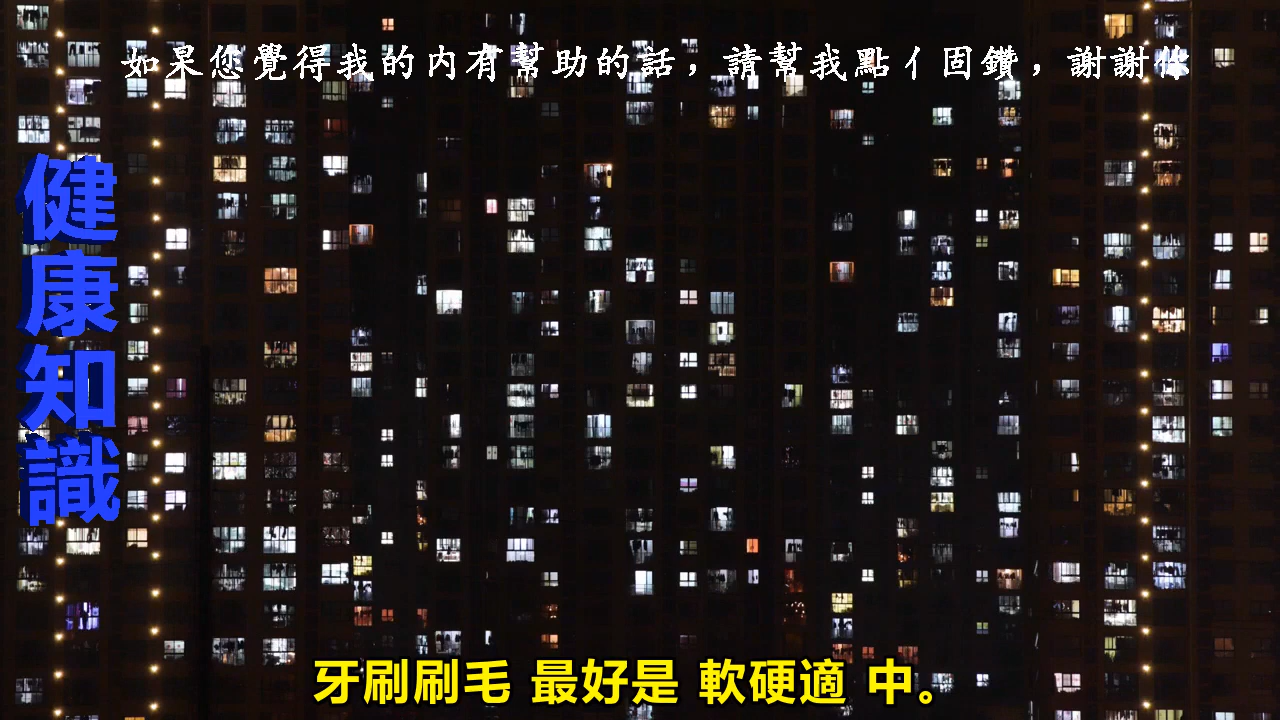 如果您覺得我的内有幫助的話，請幫我點亻固鑽，謝謝你
健康知識
牙刷刷毛 最好是 軟硬適 中。